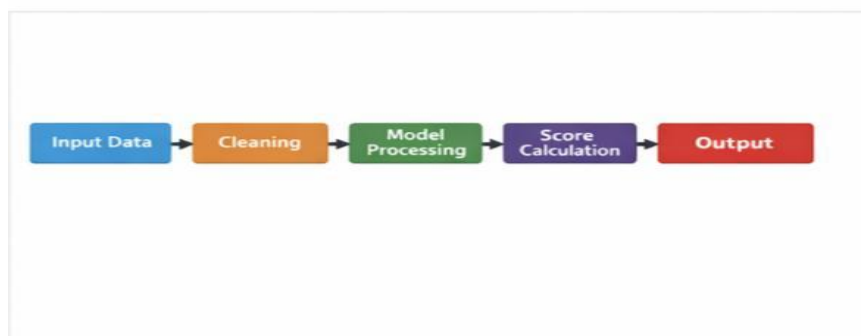 Input Data
Cleaning
Model
Processing
Score
Calculation
Output